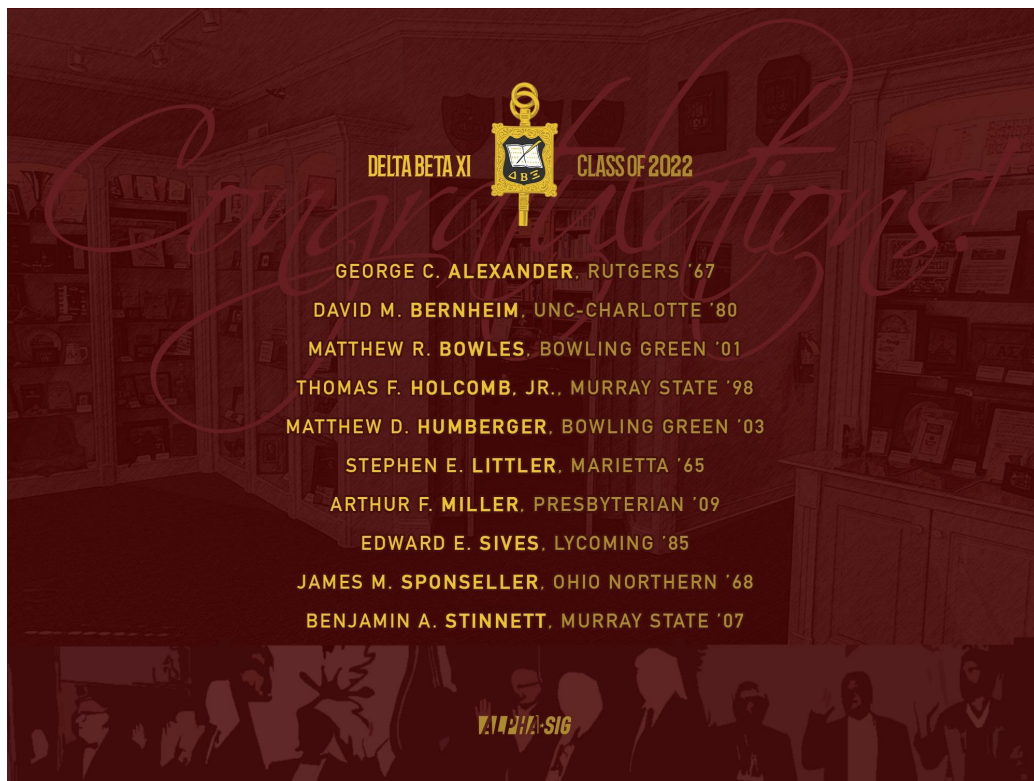 Congratulations!
DELTA BETA XI
ΔΒΞ
CLASS OF 2022
GEORGE C. ALEXANDER, RUTGERS ’67
DAVID M. BERNHEIM, UNC-CHARLOTTE ’80
MATTHEW R. BOWLES, BOWLING GREEN ’01
THOMAS F. HOLCOMB, JR., MURRAY STATE ’98
MATTHEW D. HUMBERGER, BOWLING GREEN ’03
STEPHEN E. LITTLER, MARIETTA ’65
ARTHUR F. MILLER, PRESBYTERIAN ’09
EDWARD E. SIVES, LYCOMING ’85
JAMES M. SPONSELLER, OHIO NORTHERN ’68
BENJAMIN A. STINNETT, MURRAY STATE ’07
ALPHA·SIG